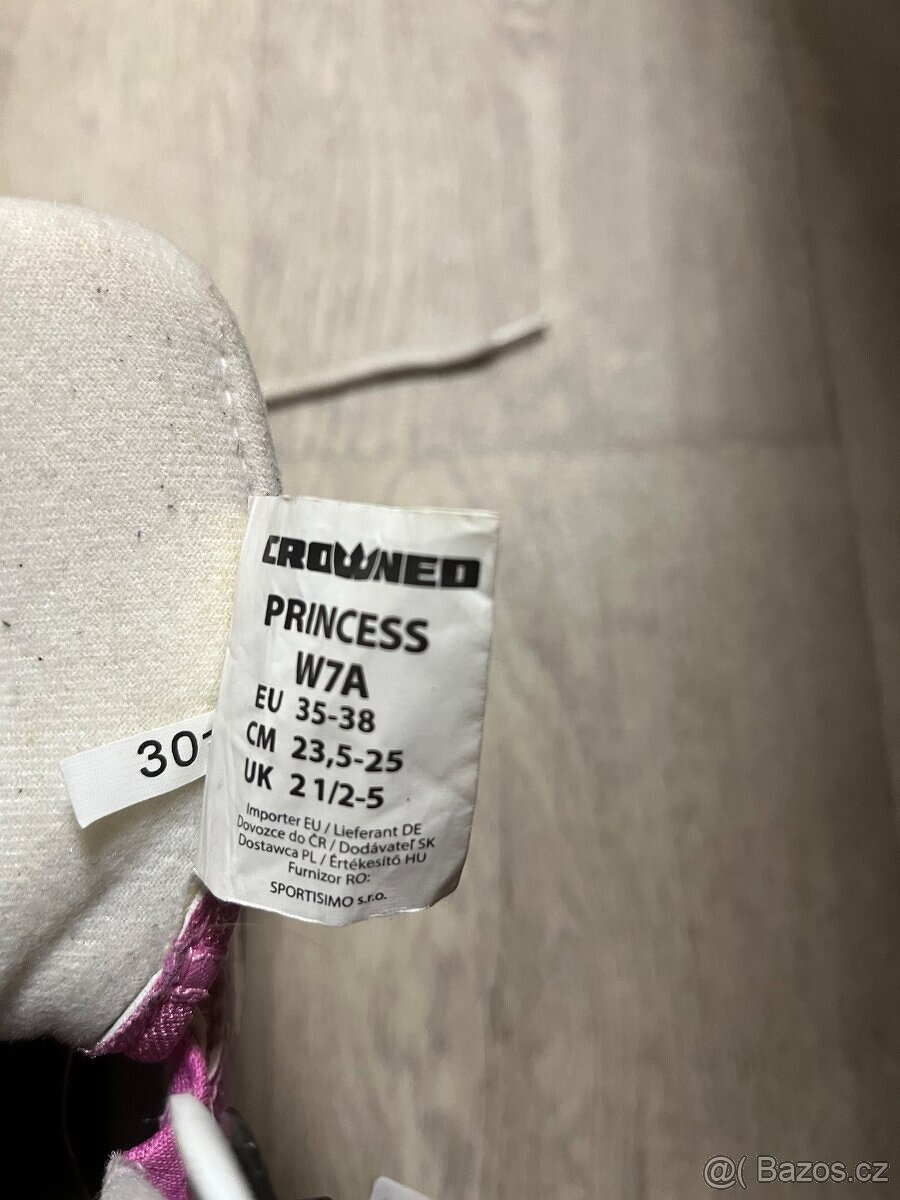 CROWNED
PRINCESS
W7A
EU 35-38
CM 23,5-25
UK 2 1/2-5
Importer EU / Lieferant DE
Dovozce do ČR / Dodávateľ SK
Dostawca PL / Értékesítő HU
Furnizor RO:
SPORTISIMO s.r.o.
301
@( Bazos.cz